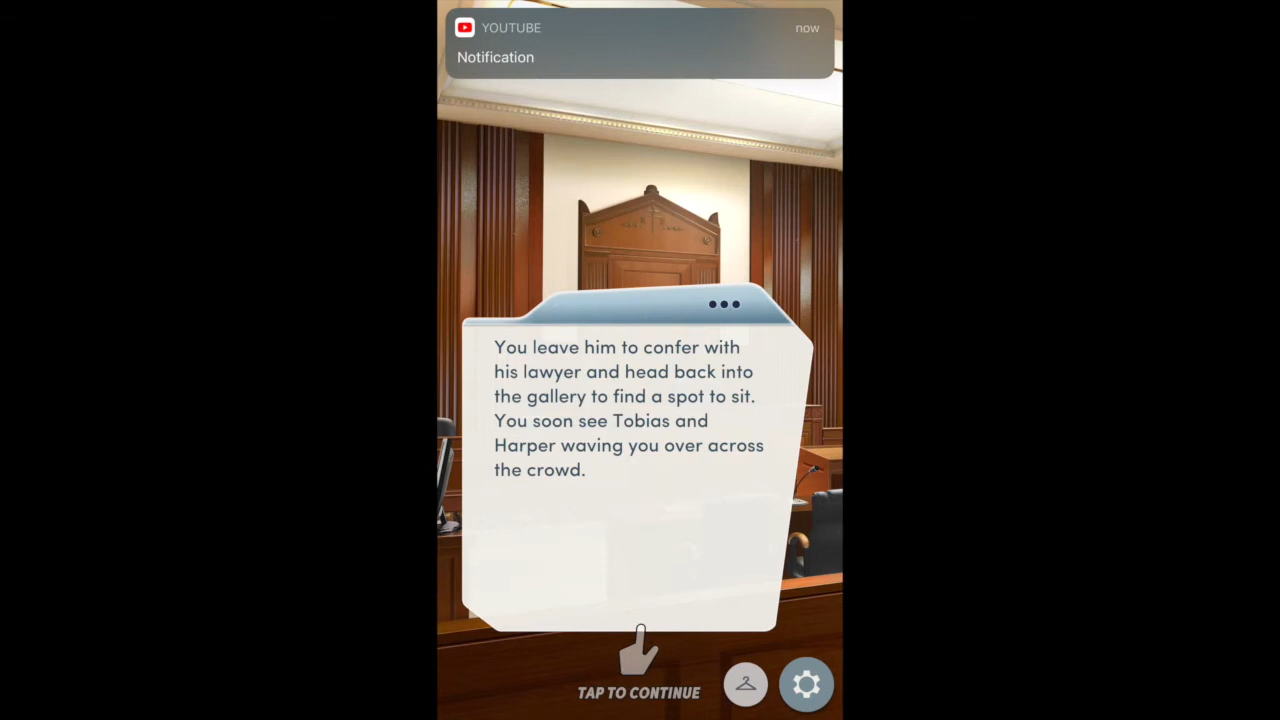 YOUTUBE now
Notification
You leave him to confer with
his lawyer and head back into
the gallery to find a spot to sit.
You soon see Tobias and
Harper waving you over across
the crowd.
TAP TO CONTINUE